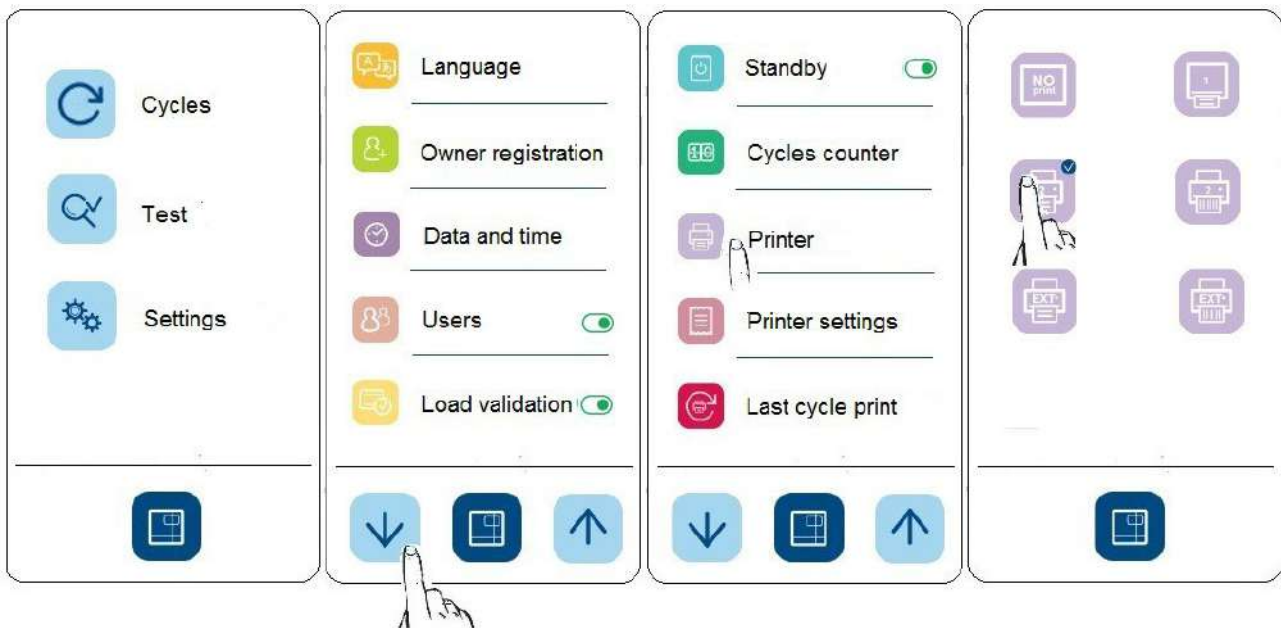 Cycles
Test
Settings
Language
Owner registration
Data and time
Users
Load validation
Standby
Cycles counter
Printer
Printer settings
Last cycle print
NO
print
1
2
2
EXT
EXT